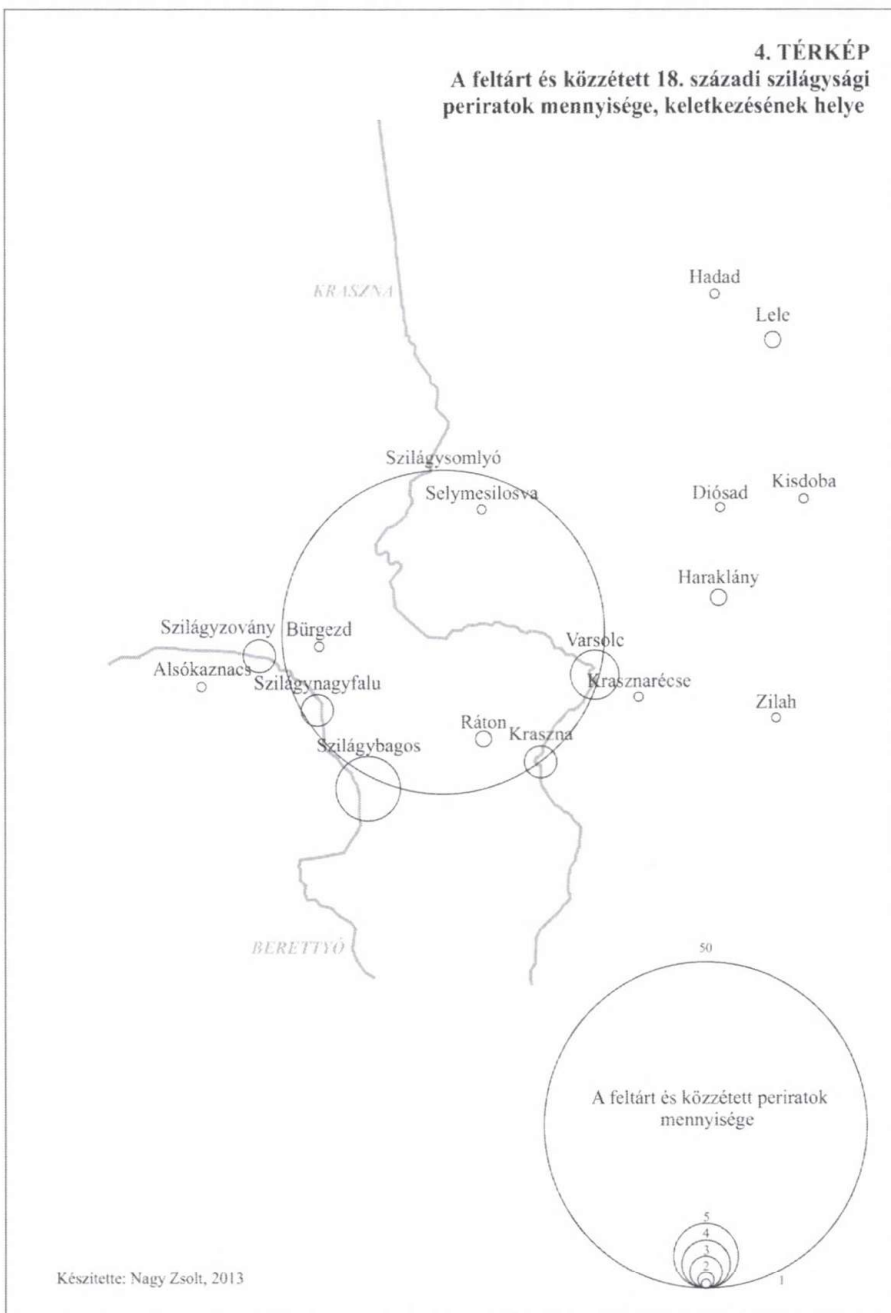 4. TÉRKÉP
A feltárt és közzétett 18. századi szilágysági
periratok mennyisége, keletkezésének helye
KRASZNA
Hadad
Lele
Szilágysomlyó
Selymesilosva
Diósad
Kisdoba
Haraklány
Szilágyzovány
Bürgezd
Varsolc
Alsókaznacs
Szilágynagyfalu
Krasznarécse
Zilah
Ráton
Kraszna
Szilágybagos
BERETTYÓ
50
A feltárt és közzétett periratok
mennyisége
5
4
3
2
1
Készítette: Nagy Zsolt, 2013